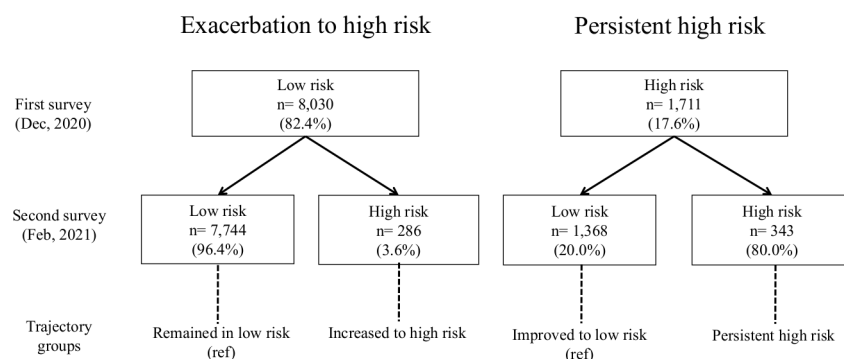 Exacerbation to high risk
Persistent high risk
First survey
(Dec, 2020)
Low risk
n= 8,030
(82.4%)
High risk
n= 1,711
(17.6%)
Second survey
(Feb, 2021)
Low risk
n= 7,744
(96.4%)
High risk
n= 286
(3.6%)
Low risk
n= 1,368
(20.0%)
High risk
n= 343
(80.0%)
Trajectory
groups
Remained in low risk
(ref)
Increased to high risk
Improved to low risk
(ref)
Persistent high risk